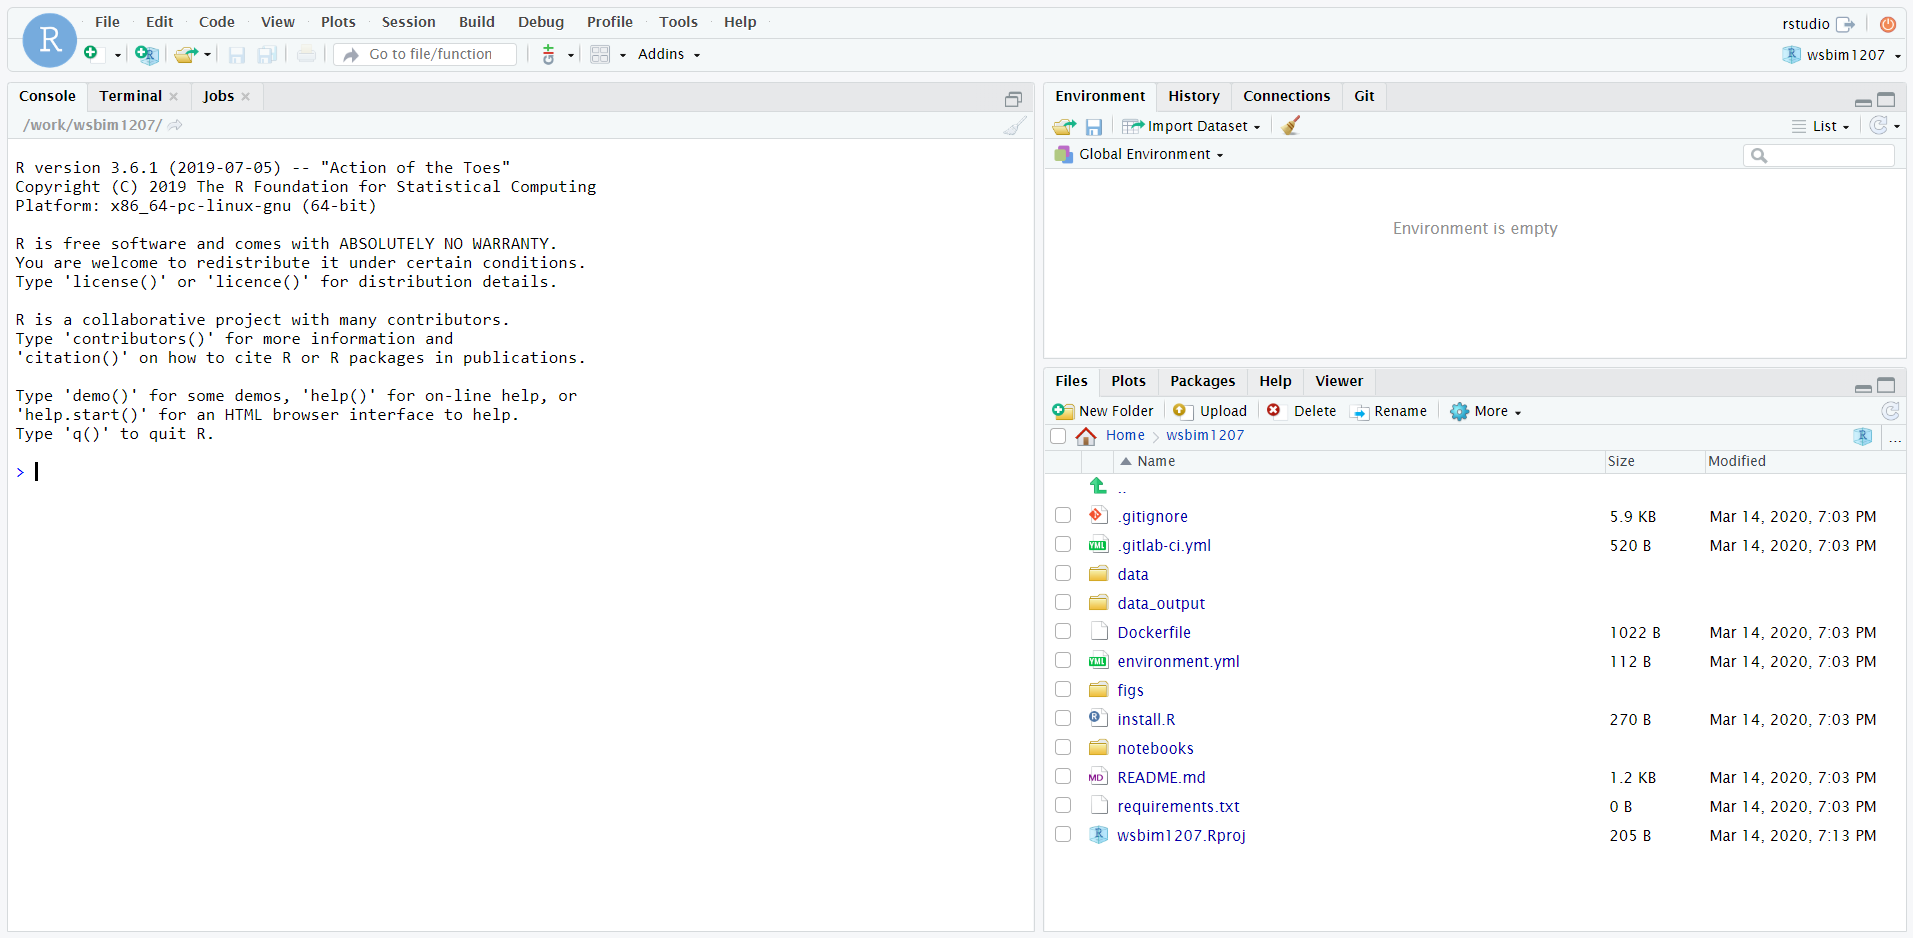 R File Edit Code View Plots Session Build Debug Profile Tools Help rstudio
Go to file/function Addins wsbim1207
Console Terminal Jobs
/work/wsbim1207/
R version 3.6.1 (2019-07-05) -- "Action of the Toes"
Copyright (C) 2019 The R Foundation for Statistical Computing
Platform: x86_64-pc-linux-gnu (64-bit)
R is free software and comes with ABSOLUTELY NO WARRANTY.
You are welcome to redistribute it under certain conditions.
Type 'license()' or 'licence()' for distribution details.
R is a collaborative project with many contributors.
Type 'contributors()' for more information and
'citation()' on how to cite R or R packages in publications.
Type 'demo()' for some demos, 'help()' for on-line help, or
'help.start()' for an HTML browser interface to help.
Type 'q()' to quit R.
>
Environment History Connections Git
Import Dataset List
Global Environment
Environment is empty
Files Plots Packages Help Viewer
New Folder Upload Delete Rename More
Home wsbim1207 ...
Name Size Modified
..
.gitignore 5.9 KB Mar 14, 2020, 7:03 PM
.gitlab-ci.yml 520 B Mar 14, 2020, 7:03 PM
data
data_output
Dockerfile 1022 B Mar 14, 2020, 7:03 PM
environment.yml 112 B Mar 14, 2020, 7:03 PM
figs
install.R 270 B Mar 14, 2020, 7:03 PM
notebooks
README.md 1.2 KB Mar 14, 2020, 7:03 PM
requirements.txt 0 B Mar 14, 2020, 7:03 PM
wsbim1207.Rproj 205 B Mar 14, 2020, 7:13 PM